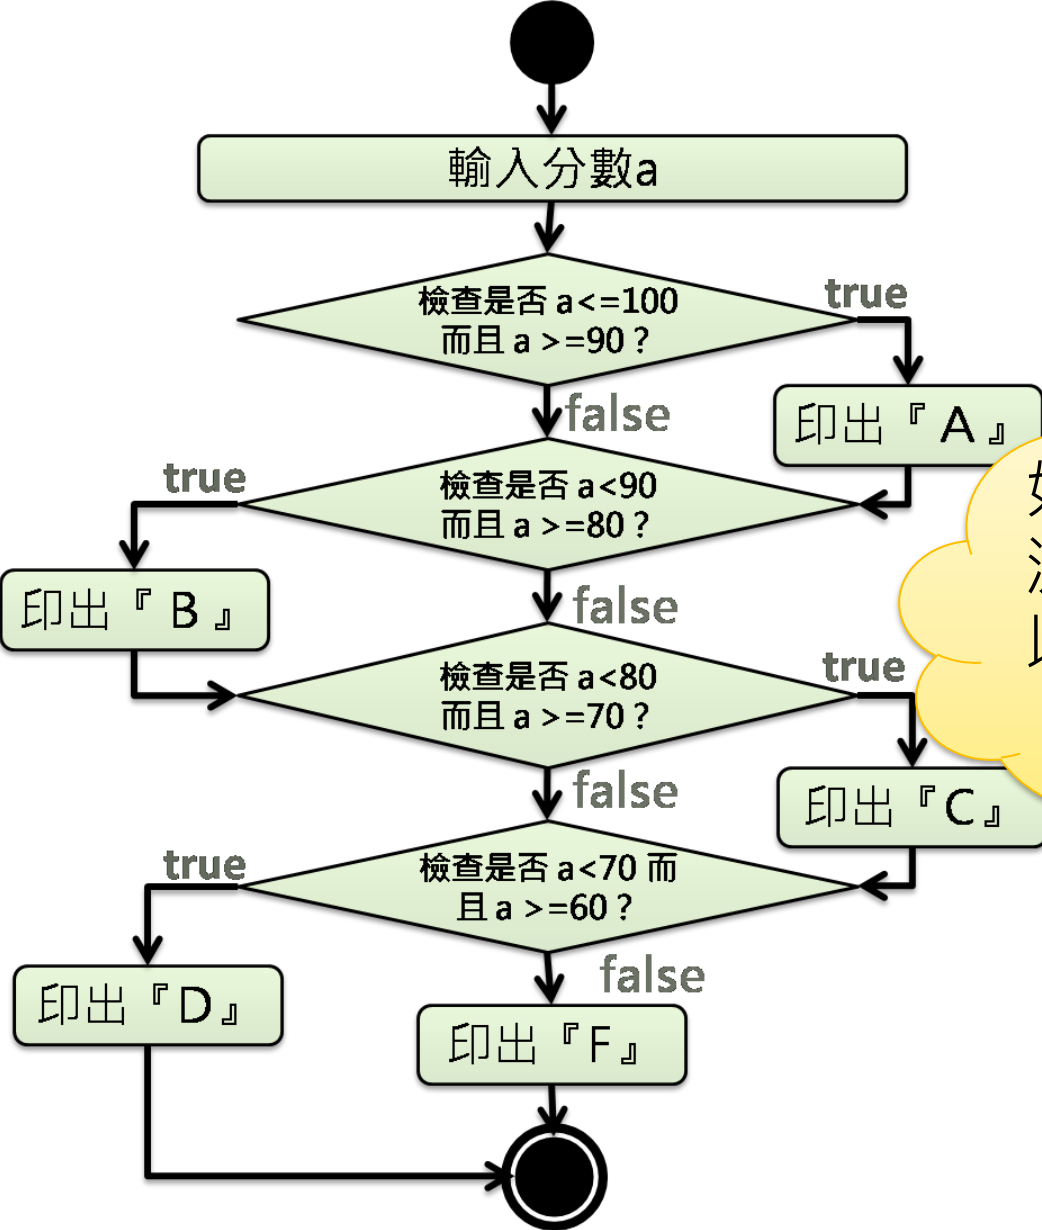 輸入分數a
檢查是否 a<=100
而且 a >=90？
true
false
印出『 A 』
檢查是否 a<90
而且 a >=80？
true
false
印出『 B 』
檢查是否 a<80
而且 a >=70？
true
false
印出『C』
檢查是否 a<70 而
且 a >=60？
true
false
印出『D』
印出『F』